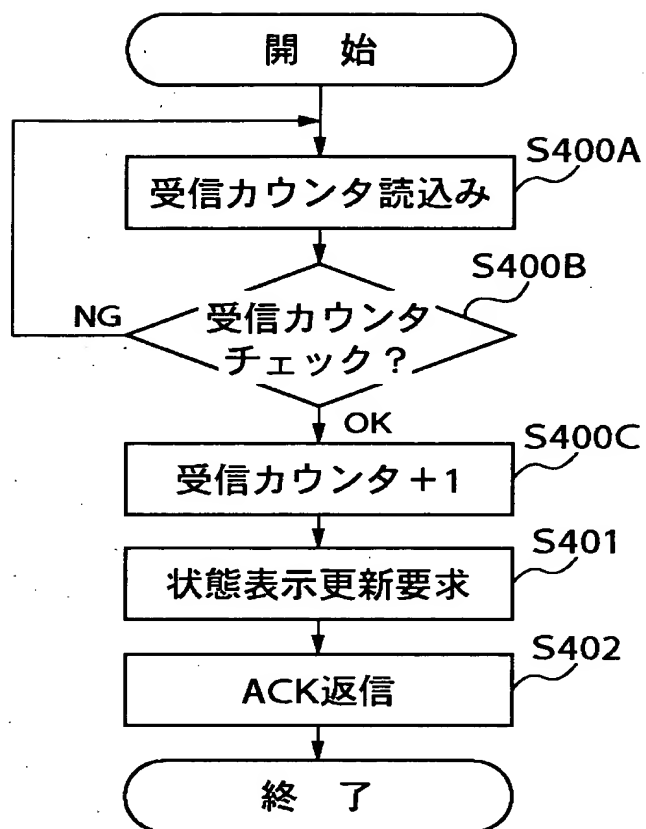 開 始
S400A
受信カウンタ読込み
S400B
NG
受信カウンタ
チェック?
OK
S400C
受信カウンタ+1
S401
状態表示更新要求
S402
ACK返信
終 了